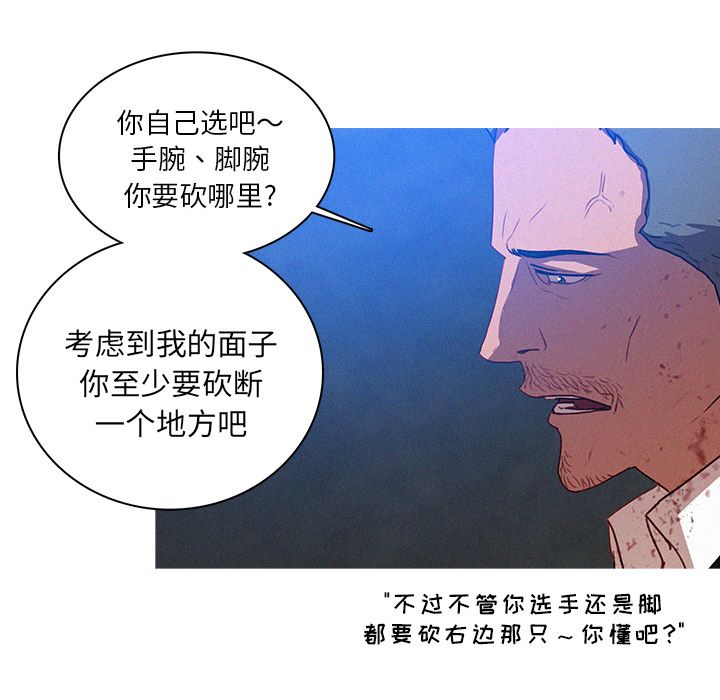 你自己选吧～
手腕、脚腕
你要砍哪里?
考虑到我的面子
你至少要砍断
一个地方吧
"不过不管你选手还是脚
都要砍右边那只~你懂吧?"